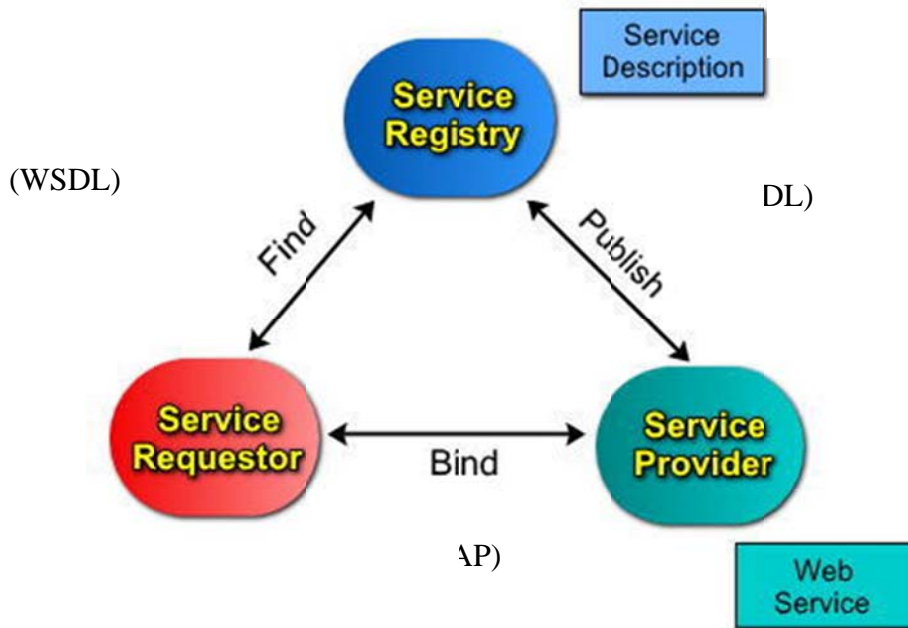 Service
Description
Service
Registry
(WSDL)
DL)
Find
Publish
Service
Requestor
Bind
Service
Provider
AP)
Web
Service